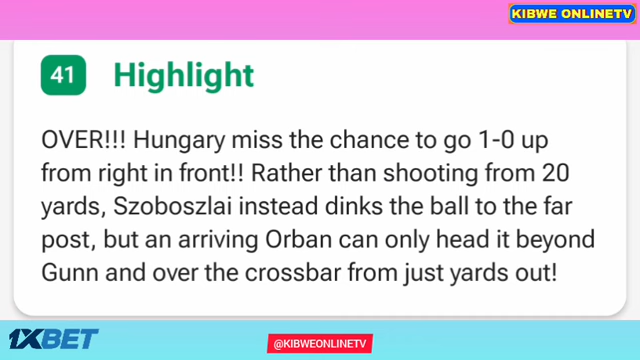 KIBWE ONLINETV
41 Highlight
OVER!!! Hungary miss the chance to go 1-0 up
from right in front!! Rather than shooting from 20
yards, Szoboszlai instead dinks the ball to the far
post, but an arriving Orban can only head it beyond
Gunn and over the crossbar from just yards out!
1XBET
@KIBWEONLINETV